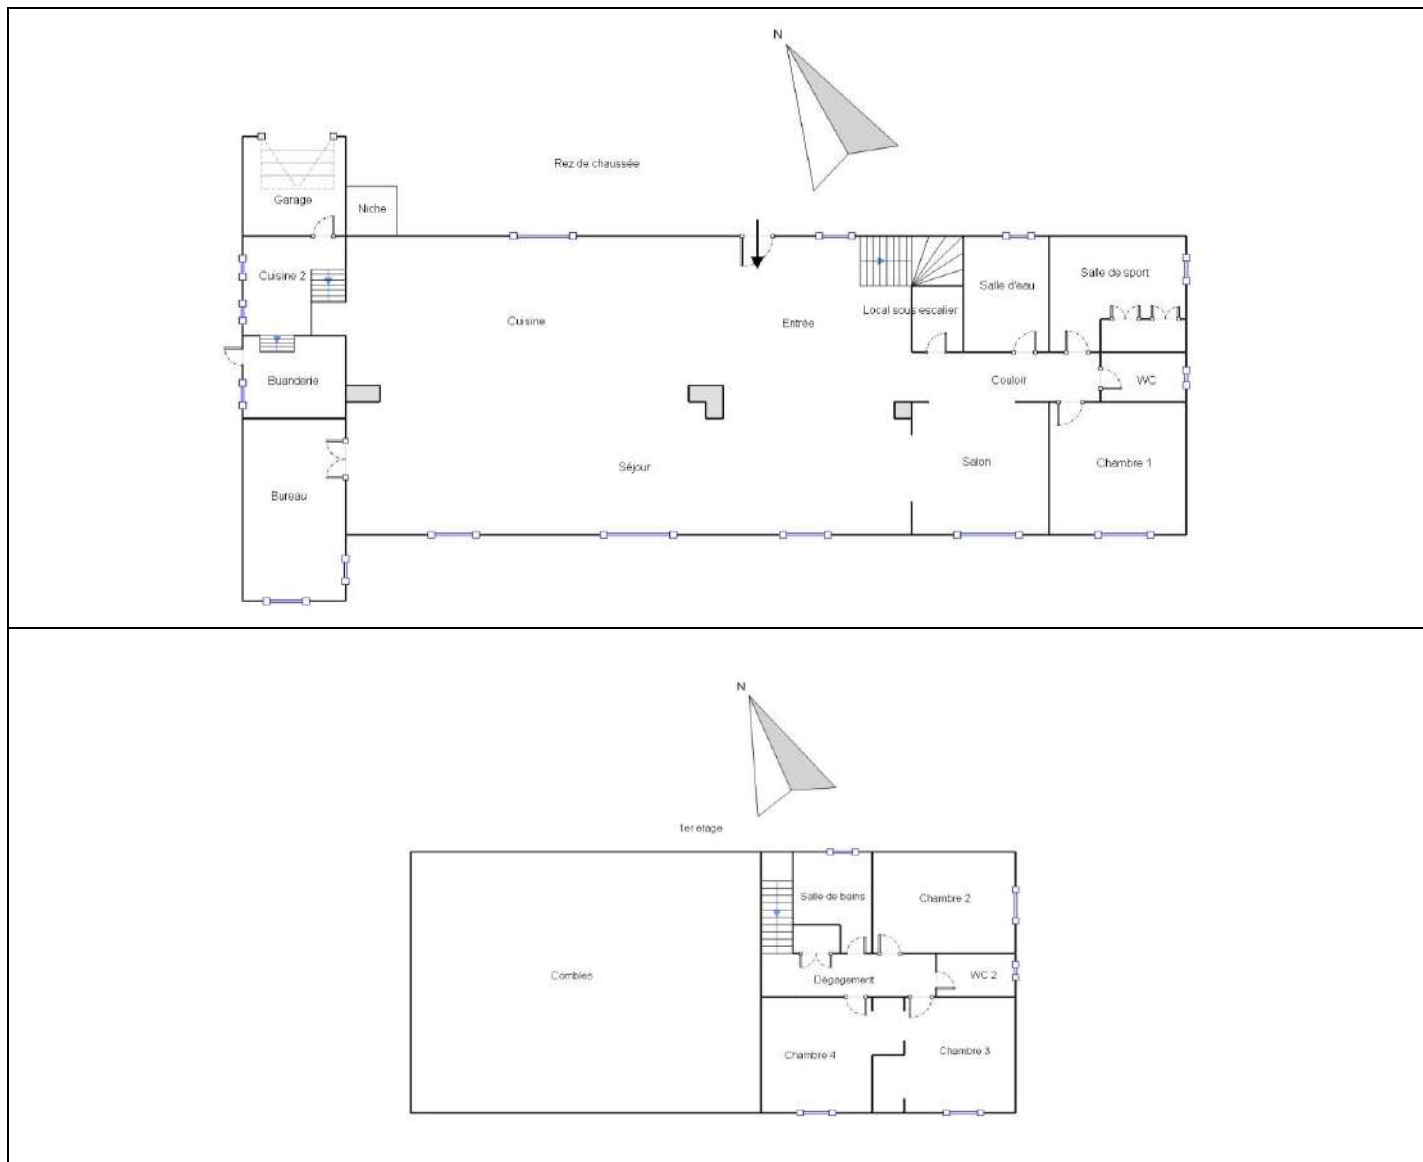 N
Rez de chaussée
Garage
Niche
Cuisine 2
Salle de sport
Salle d'eau
Local sous escalier
Cuisine
Entrée
Buanderie
Couloir
WC
Séjour
Salon
Chambre 1
Bureau
N
1er étage
Salle de bains
Chambre 2
Combles
Dégagement
WC 2
Chambre 4
Chambre 3